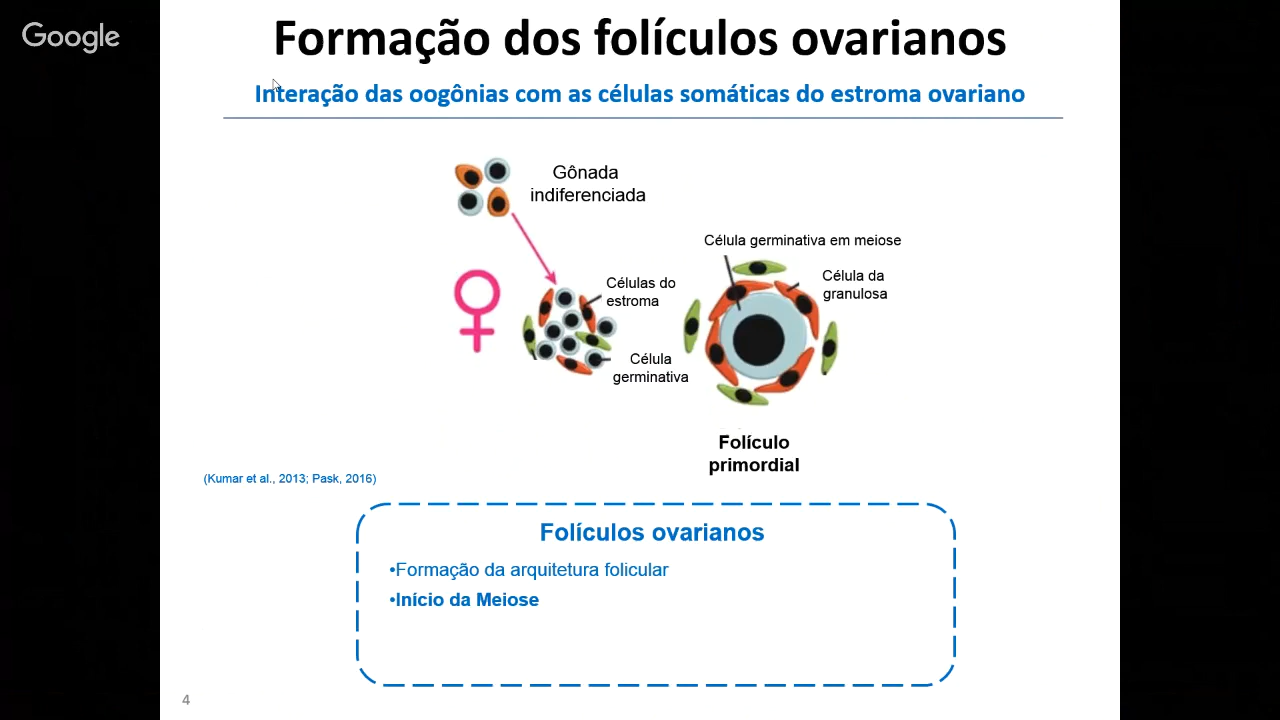 Google
Formação dos folículos ovarianos
Interação das oogônias com as células somáticas do estroma ovariano
Gônada
indiferenciada
Célula germinativa em meiose
Célula da
granulosa
Células do
estroma
Célula
germinativa
Folículo
primordial
(Kumar et al., 2013; Pask, 2016)
Folículos ovarianos
•Formação da arquitetura folicular
•Início da Meiose
4